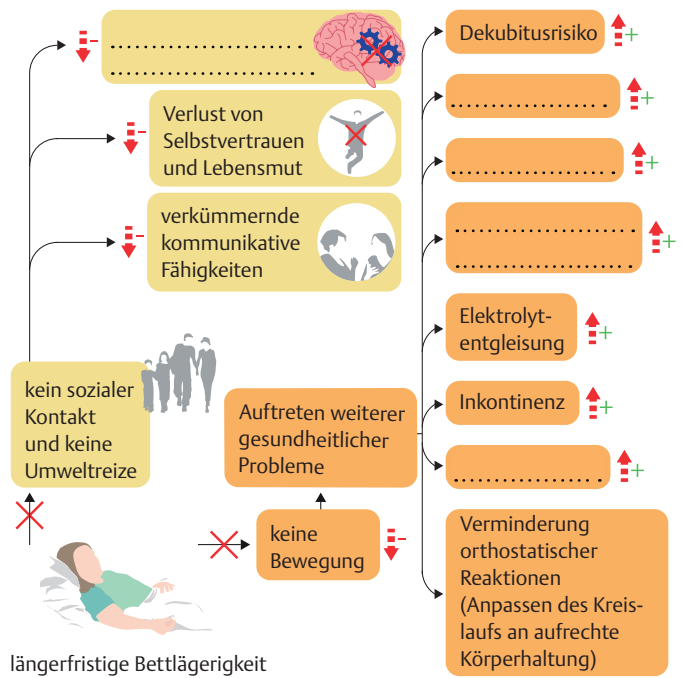 Verlust von
Selbstvertrauen
und Lebensmut
verkümmernde
kommunikative
Fähigkeiten
kein sozialer
Kontakt
und keine
Umweltreize
längerfristige Bettlägerigkeit
keine
Bewegung
Auftreten weiterer
gesundheitlicher
Probleme
Dekubitusrisiko
Elektrolyt-
entgleisung
Inkontinenz
Verminderung
orthostatischer
Reaktionen
(Anpassen des Kreis-
laufs an aufrechte
Körperhaltung)